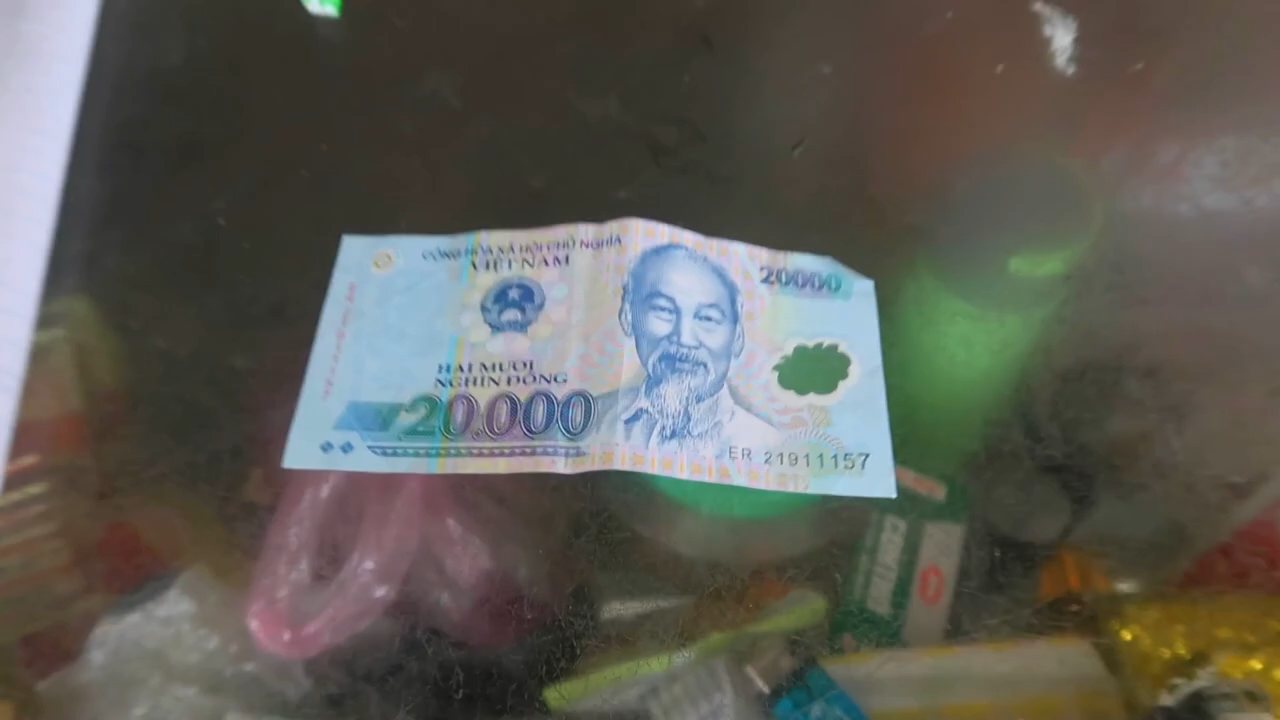 CỘNG HÒA XÃ HỘI CHỦ NGHĨA
VIỆT NAM
20000
HAI MƯƠI
NGHÌN ĐỒNG
20.000
ER 21911157